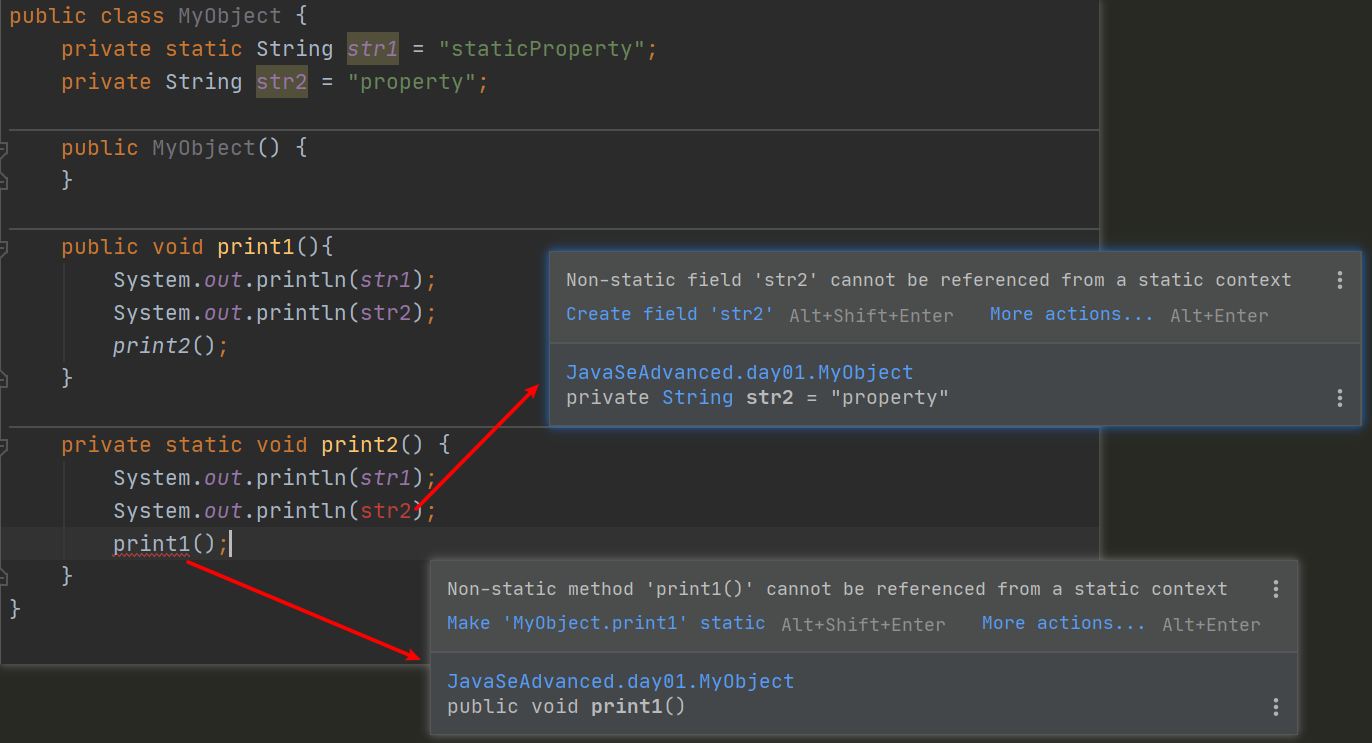 public class MyObject {
    private static String str1 = "staticProperty";
    private String str2 = "property";
    public MyObject() {
    }
    public void print1(){
        System.out.println(str1);
        System.out.println(str2);
        print2();
    }
    private static void print2() {
        System.out.println(str1);
        System.out.println(str2);
        print1();
    }
}
Non-static field 'str2' cannot be referenced from a static context
Create field 'str2' Alt+Shift+Enter More actions... Alt+Enter
JavaSeAdvanced.day01.MyObject
private String str2 = "property"
Non-static method 'print1()' cannot be referenced from a static context
Make 'MyObject.print1' static Alt+Shift+Enter More actions... Alt+Enter
JavaSeAdvanced.day01.MyObject
public void print1()